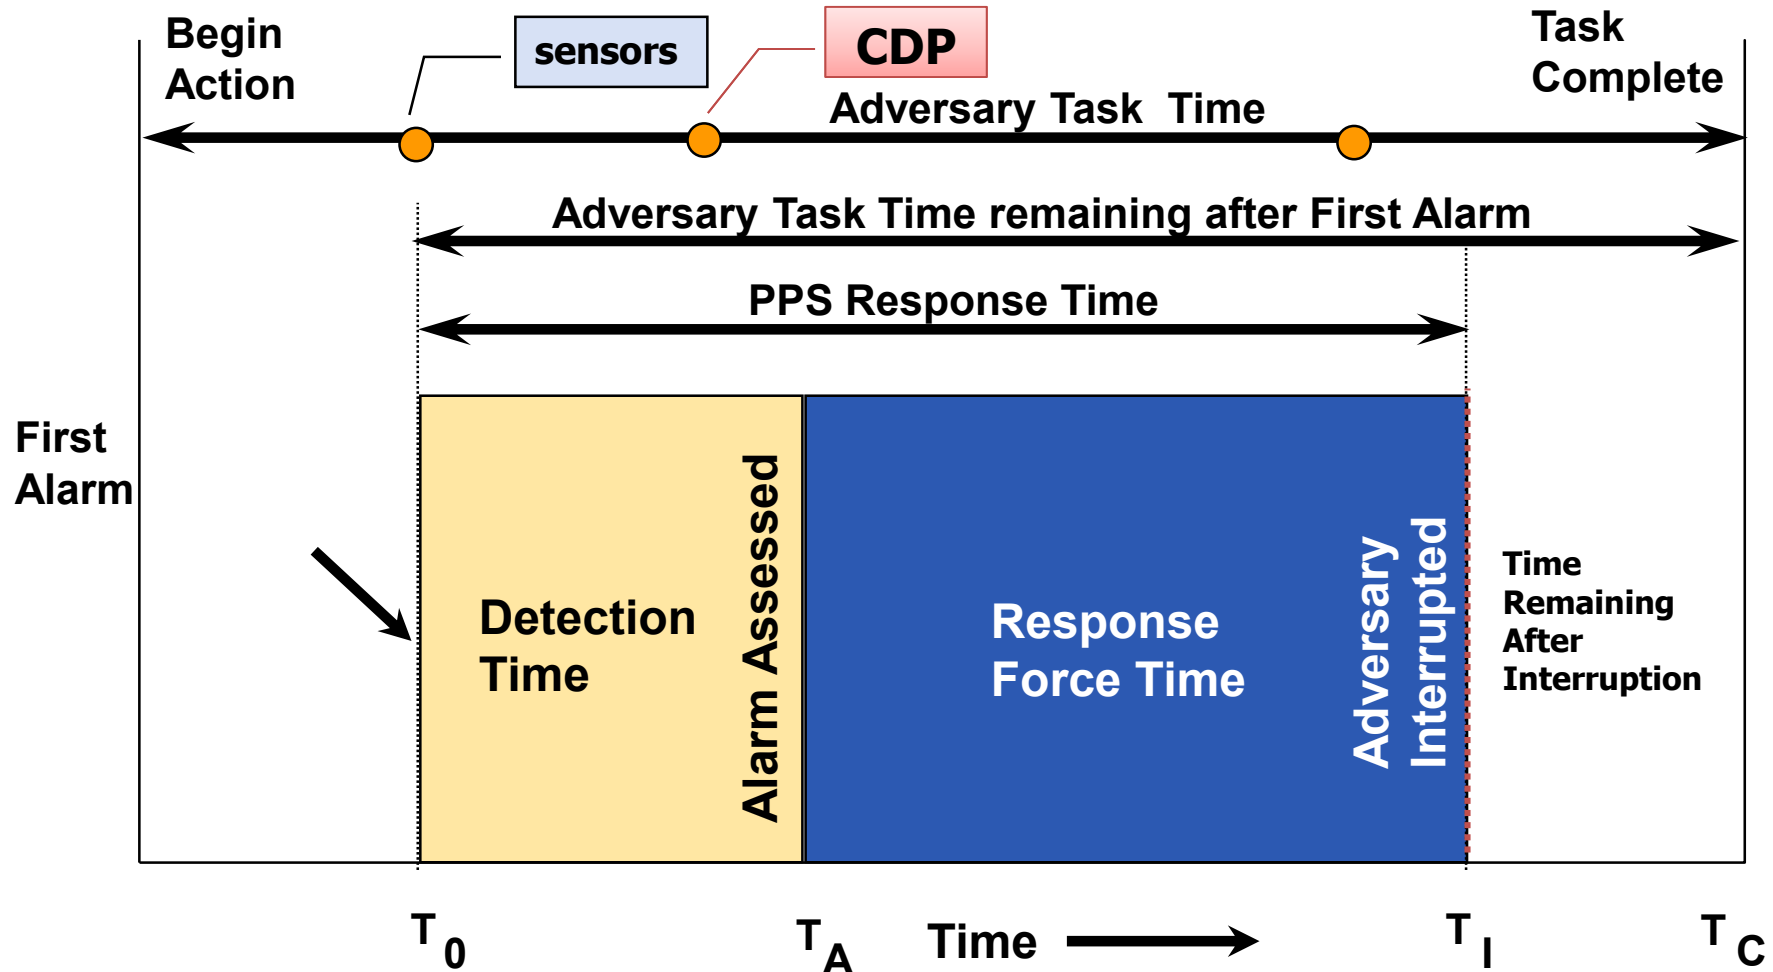 Begin
Action
sensors
CDP
Task
Complete
Adversary Task Time
Adversary Task Time remaining after First Alarm
PPS Response Time
First
Alarm
Detection
Time
Alarm Assessed
Response
Force Time
Adversary
Interrupted
Time
Remaining
After
Interruption
T0
TA
Time
TI
TC